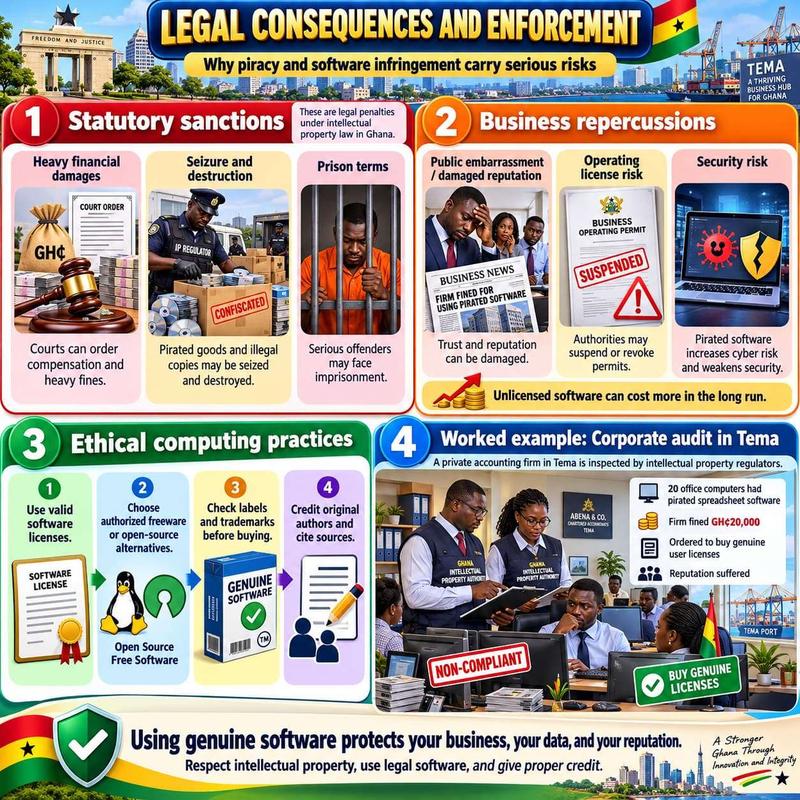 LEGAL CONSEQUENCES AND ENFORCEMENT
Why piracy and software infringement carry serious risks
FREEDOM AND JUSTICE
TEMA
A THRIVING
BUSINESS HUB
FOR GHANA
1 Statutory sanctions
These are legal penalties
under intellectual
property law in Ghana.
Heavy financial
damages
COURT ORDER
GH₵
Courts can order
compensation and
heavy fines.
Seizure and
destruction
IP REGULATOR
CONFISCATED
Pirated goods and illegal
copies may be seized
and destroyed.
Prison terms
Serious offenders
may face
imprisonment.
2 Business repercussions
Public embarrassment
/ damaged reputation
BUSINESS NEWS
FIRM FINED FOR
USING PIRATED SOFTWARE
Trust and reputation
can be damaged.
Operating
license risk
BUSINESS
OPERATING PERMIT
SUSPENDED
Authorities may
suspend or revoke
permits.
Security risk
Pirated software
increases cyber risk
and weakens security.
Unlicensed software can cost more in the long run.
3 Ethical computing practices
1
Use valid
software
licenses.
SOFTWARE
LICENSE
2
Choose
authorized freeware
or open-source
alternatives.
Open Source
Free Software
3
Check labels
and trademarks
before buying.
GENUINE
SOFTWARE
TM
4
Credit original
authors and
cite sources.
4 Worked example: Corporate audit in Tema
A private accounting firm in Tema is inspected by intellectual property regulators.
ABENA & CO.
CHARTERED ACCOUNTANTS
TEMA
GHANA
INTELLECTUAL
PROPERTY AUTHORITY
GHANA
INTELLECTUAL
PROPERTY AUTHORITY
20 office computers had
pirated spreadsheet software
Firm fined GH₵20,000
Ordered to buy genuine
user licenses
Reputation suffered
TEMA PORT
NON-COMPLIANT
BUY GENUINE
LICENSES
Using genuine software protects your business, your data, and your reputation.
Respect intellectual property, use legal software, and give proper credit.
A Stronger
Ghana Through
Innovation and Integrity